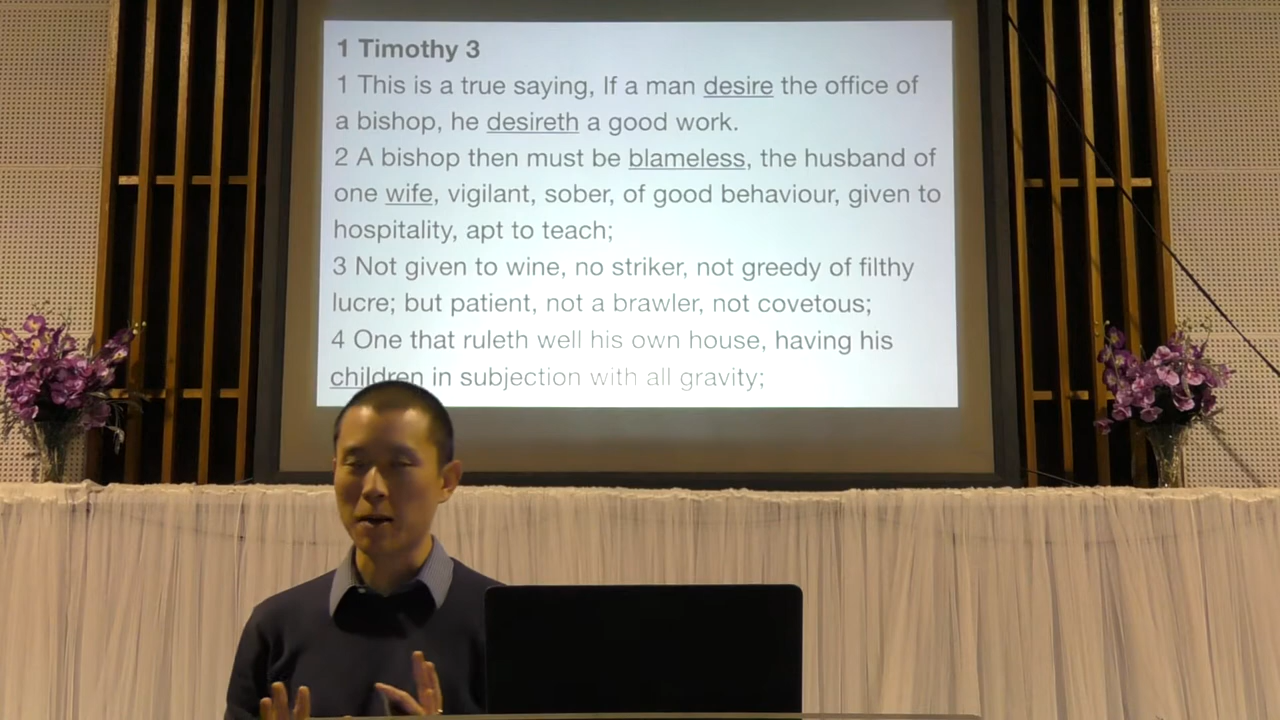 1 Timothy 3
1 This is a true saying, If a man desire the office of
a bishop, he desireth a good work.
2 A bishop then must be blameless, the husband of
one wife, vigilant, sober, of good behaviour, given to
hospitality, apt to teach;
3 Not given to wine, no striker, not greedy of filthy
lucre; but patient, not a brawler, not covetous;
4 One that ruleth well his own house, having his
children in subjection with all gravity;